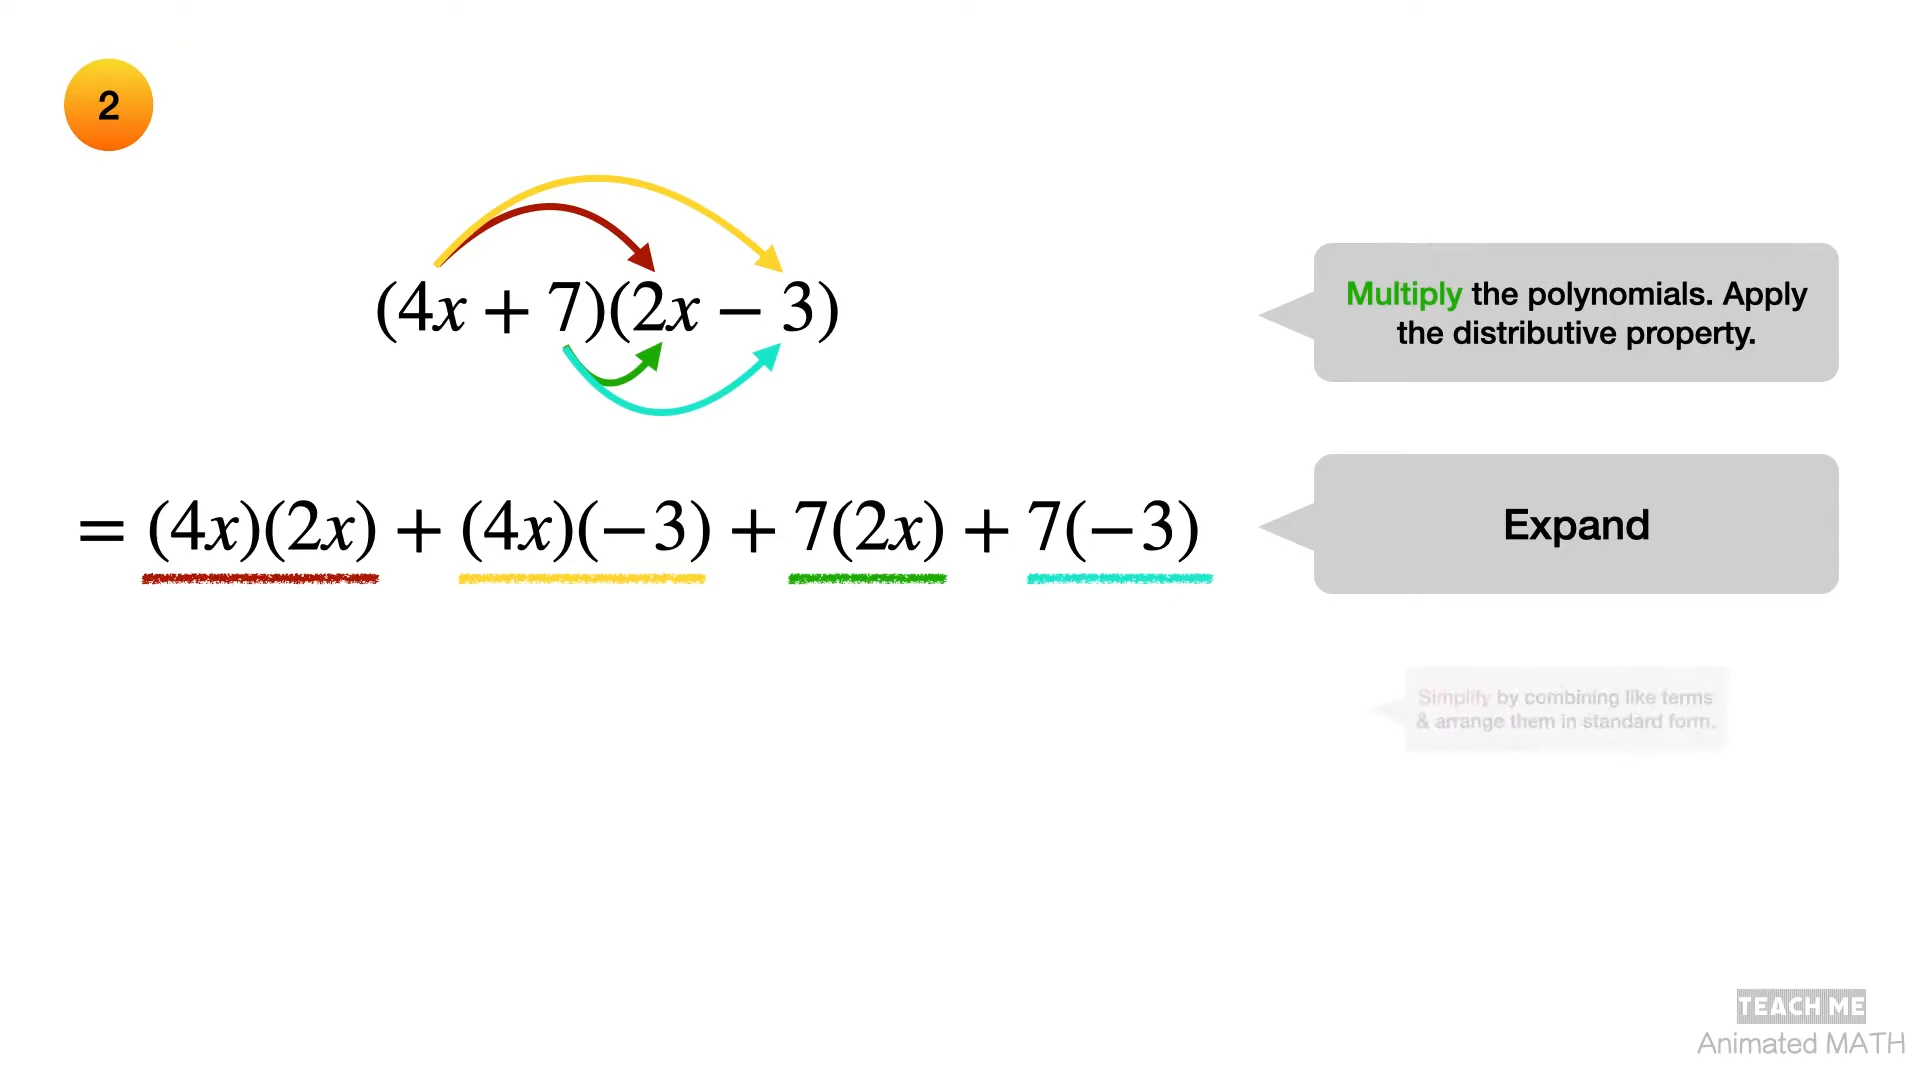 2
(4x + 7)(2x − 3)
Multiply the polynomials. Apply
the distributive property.
= (4x)(2x) + (4x)(−3) + 7(2x) + 7(−3)
Expand
Simplify by combining like terms
& arrange them in standard form.
TEACH ME
Animated MATH